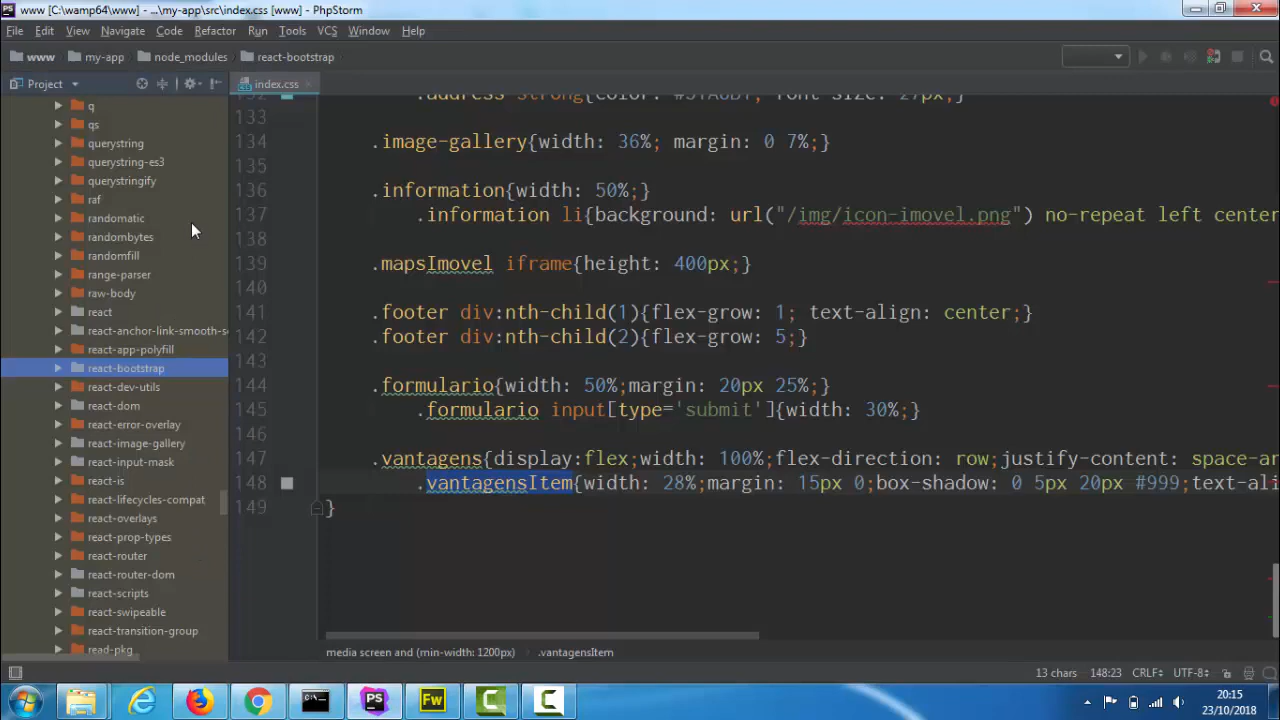 www [C:\wamp64\www] - ...\my-app\src\index.css [www] - PhpStorm
File Edit View Navigate Code Refactor Run Tools VCS Window Help
www my-app node_modules react-bootstrap
Project
index.css
q
qs
querystring
querystring-es3
querystringify
raf
randomatic
randombytes
randomfill
range-parser
raw-body
react
react-anchor-link-smooth-s
react-app-polyfill
react-bootstrap
react-dev-utils
react-dom
react-error-overlay
react-image-gallery
react-input-mask
react-is
react-lifecycles-compat
react-overlays
react-prop-types
react-router
react-router-dom
react-scripts
react-swipeable
react-transition-group
read-pkg
133
134 .image-gallery{width: 36%; margin: 0 7%;}
135
136 .information{width: 50%;}
137 .information li{background: url("/img/icon-imovel.png") no-repeat left center
138
139 .mapsImovel iframe{height: 400px;}
140
141 .footer div:nth-child(1){flex-grow: 1; text-align: center;}
142 .footer div:nth-child(2){flex-grow: 5;}
143
144 .formulario{width: 50%;margin: 20px 25%;}
145 .formulario input[type='submit']{width: 30%;}
146
147 .vantagens{display:flex;width: 100%;flex-direction: row;justify-content: space-ar
148 .vantagensItem{width: 28%;margin: 15px 0;box-shadow: 0 5px 20px #999;text-ali
149 }
media screen and (min-width: 1200px) .vantagensItem
13 chars 148:23 CRLF÷ UTF-8÷
PS Fw
20:15
23/10/2018